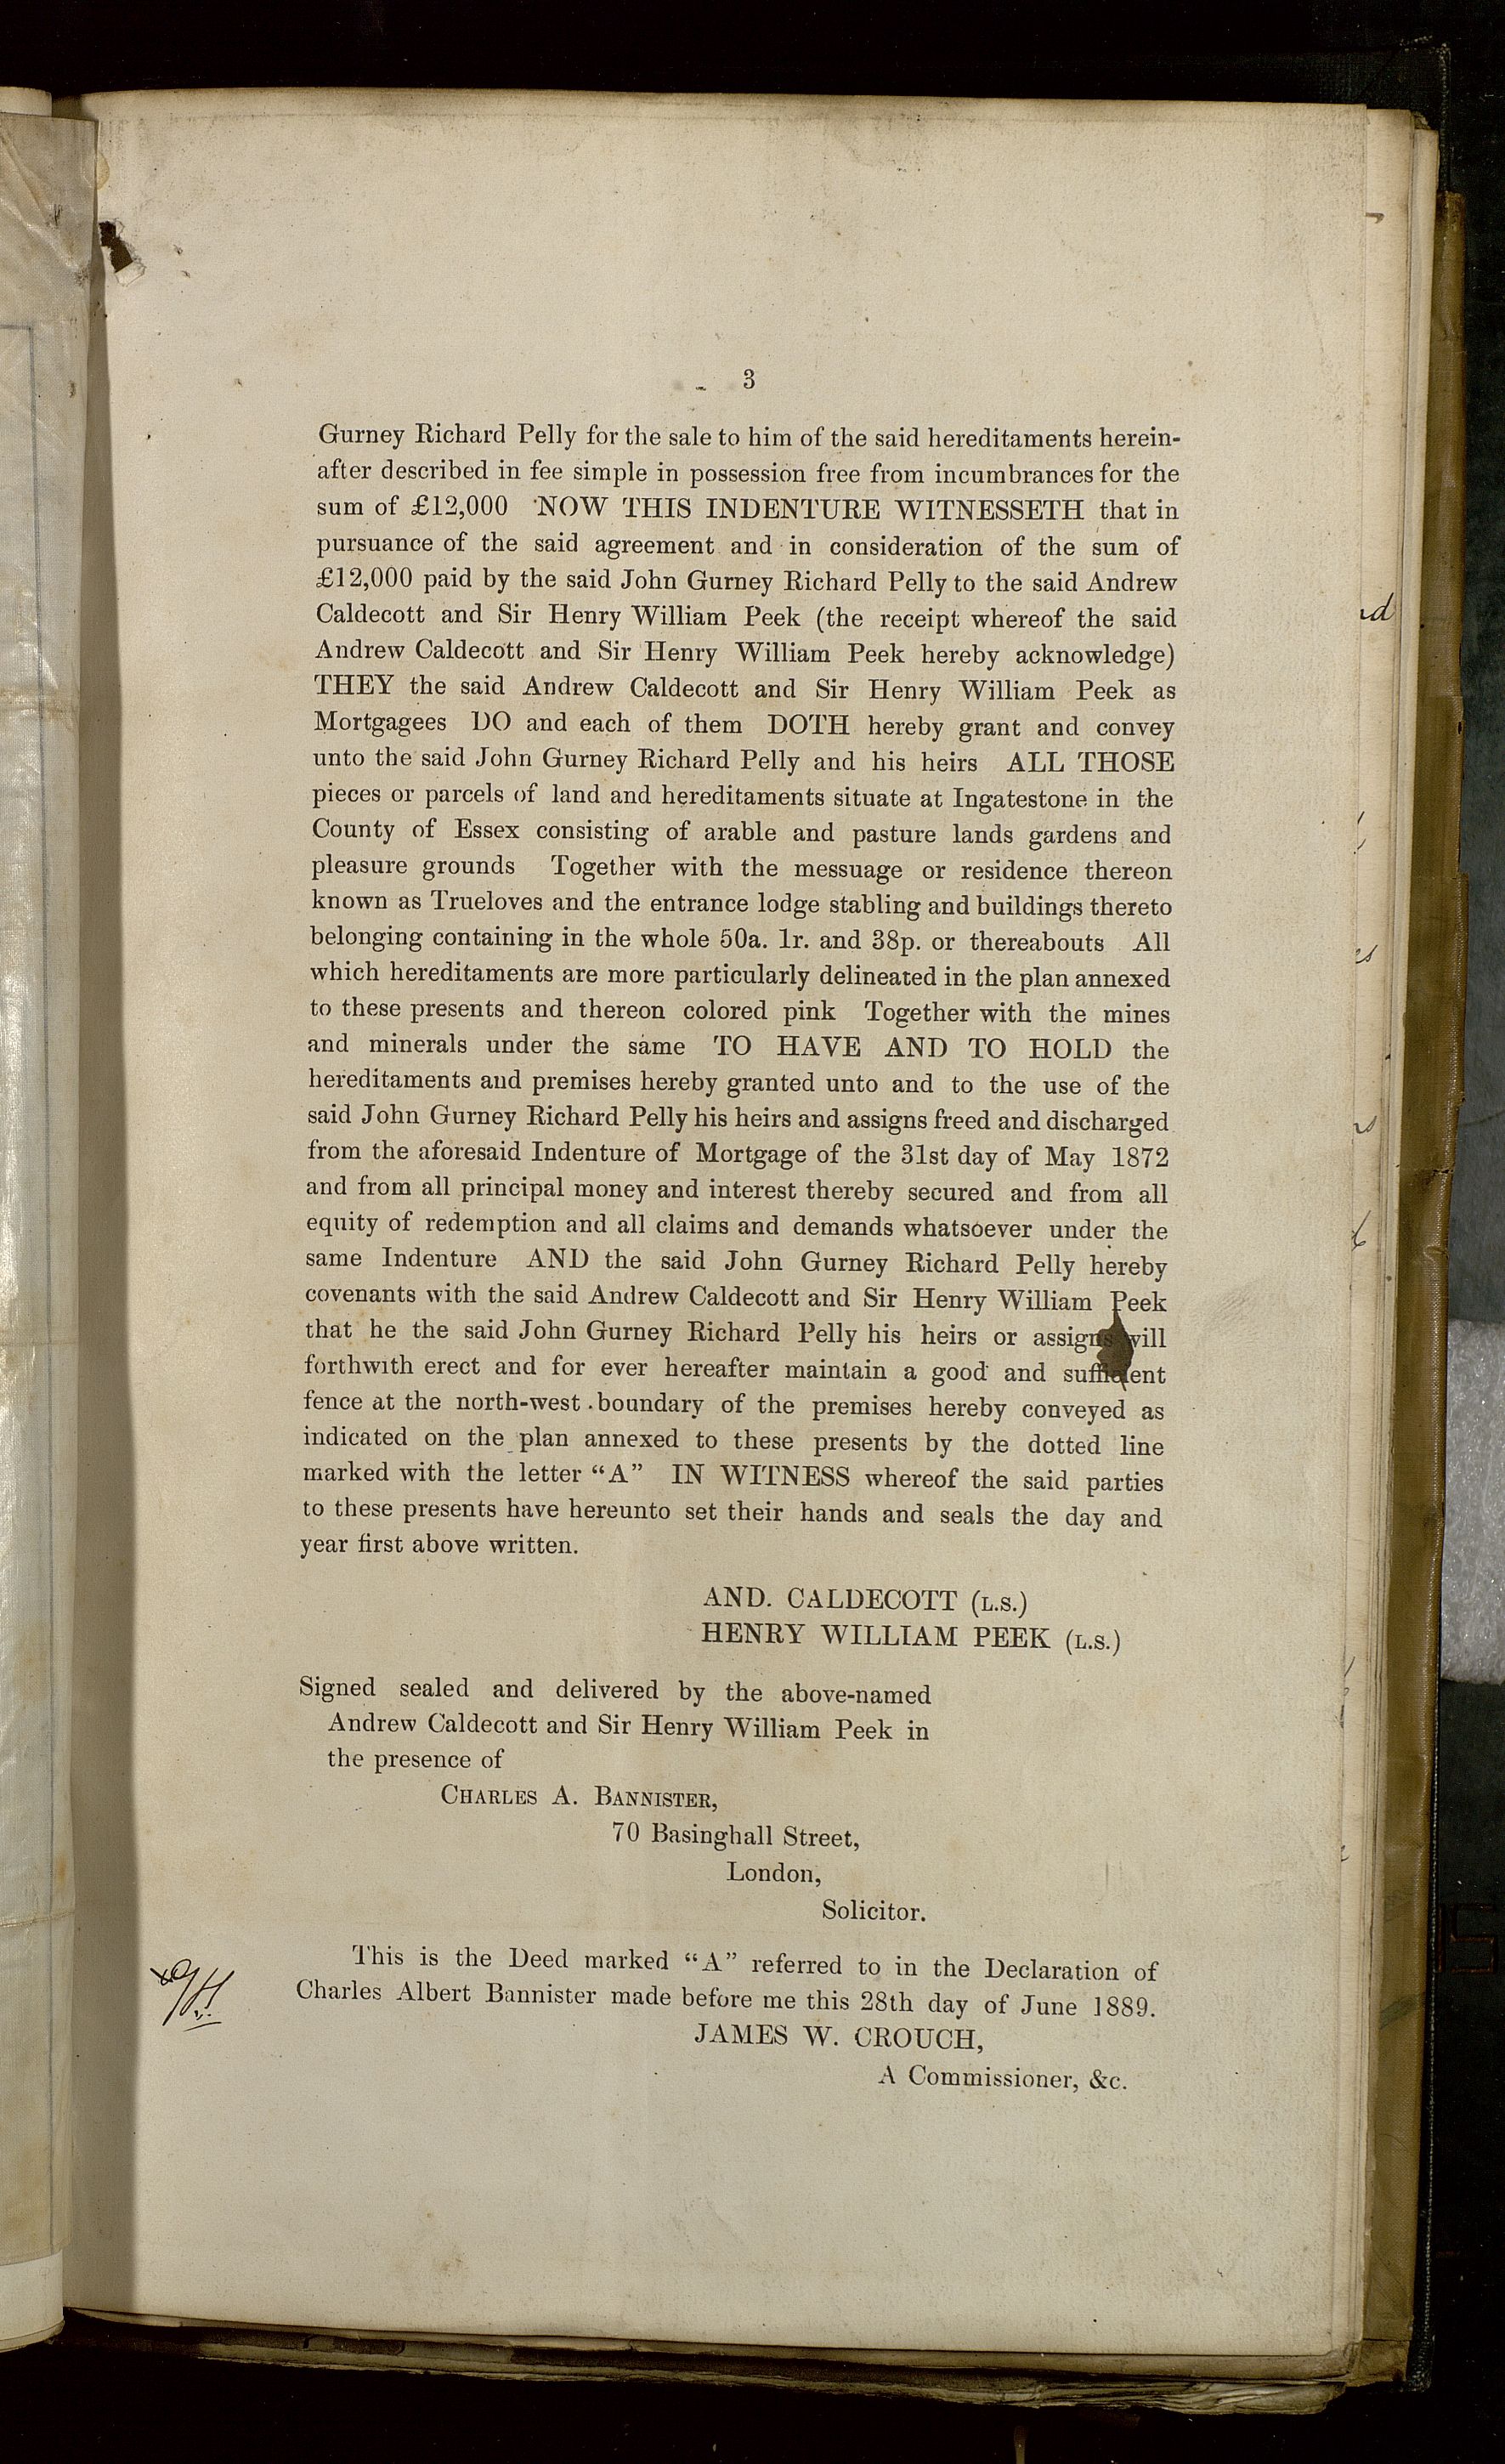 3
Gurney Richard Pelly for the sale to him of the said hereditaments herein-
after described in fee simple in possession free from incumbrances for the
sum of £12,000 NOW THIS INDENTURE WITNESSETH that in
pursuance of the said agreement and in consideration of the sum of
£12,000 paid by the said John Gurney Richard Pelly to the said Andrew
Caldecott and Sir Henry William Peek (the receipt whereof the said
Andrew Caldecott and Sir Henry William Peek hereby acknowledge)
THEY the said Andrew Caldecott and Sir Henry William Peek as
Mortgagees DO and each of them DOTH hereby grant and convey
unto the said John Gurney Richard Pelly and his heirs ALL THOSE
pieces or parcels of land and hereditaments situate at Ingatestone in the
County of Essex consisting of arable and pasture lands gardens and
pleasure grounds Together with the messuage or residence thereon
known as Trueloves and the entrance lodge stabling and buildings thereto
belonging containing in the whole 50a. 1r. and 38p. or thereabouts All
which hereditaments are more particularly delineated in the plan annexed
to these presents and thereon colored pink Together with the mines
and minerals under the same TO HAVE AND TO HOLD the
hereditaments and premises hereby granted unto and to the use of the
said John Gurney Richard Pelly his heirs and assigns freed and discharged
from the aforesaid Indenture of Mortgage of the 31st day of May 1872
and from all principal money and interest thereby secured and from all
equity of redemption and all claims and demands whatsoever under the
same Indenture AND the said John Gurney Richard Pelly hereby
covenants with the said Andrew Caldecott and Sir Henry William Peek
that he the said John Gurney Richard Pelly his heirs or assigns will
forthwith erect and for ever hereafter maintain a good and sufficient
fence at the north-west boundary of the premises hereby conveyed as
indicated on the plan annexed to these presents by the dotted line
marked with the letter “A” IN WITNESS whereof the said parties
to these presents have hereunto set their hands and seals the day and
year first above written.
AND. CALDECOTT (L.S.)
HENRY WILLIAM PEEK (L.S.)
Signed sealed and delivered by the above-named
Andrew Caldecott and Sir Henry William Peek in
the presence of
CHARLES A. BANNISTER,
70 Basinghall Street,
London,
Solicitor.
This is the Deed marked “A” referred to in the Declaration of
Charles Albert Bannister made before me this 28th day of June 1889.
JAMES W. CROUCH,
A Commissioner, &c.